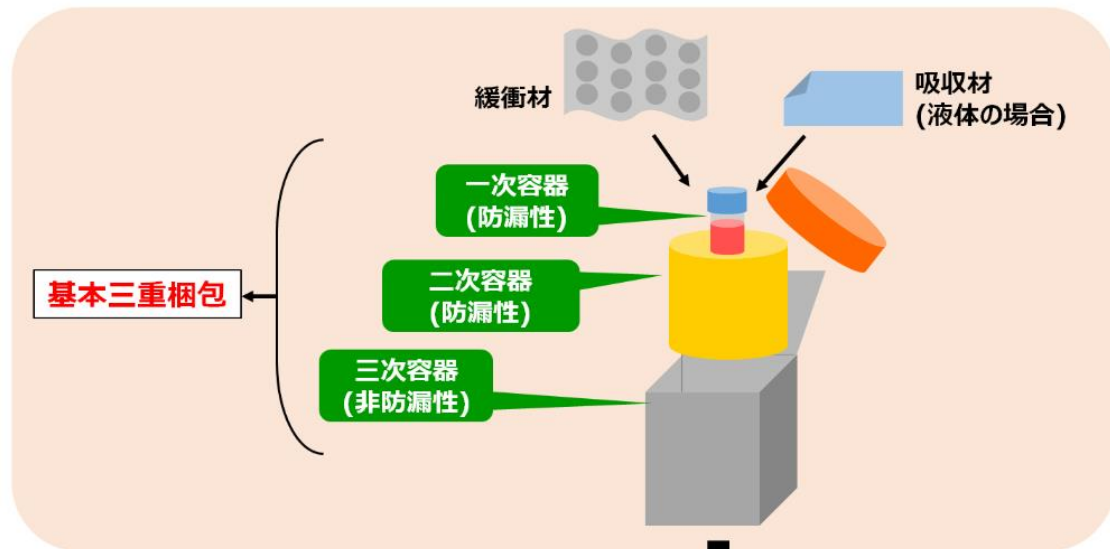 緩衝材
吸収材
(液体の場合)
一次容器
(防漏性)
二次容器
(防漏性)
基本三重梱包
三次容器
(非防漏性)